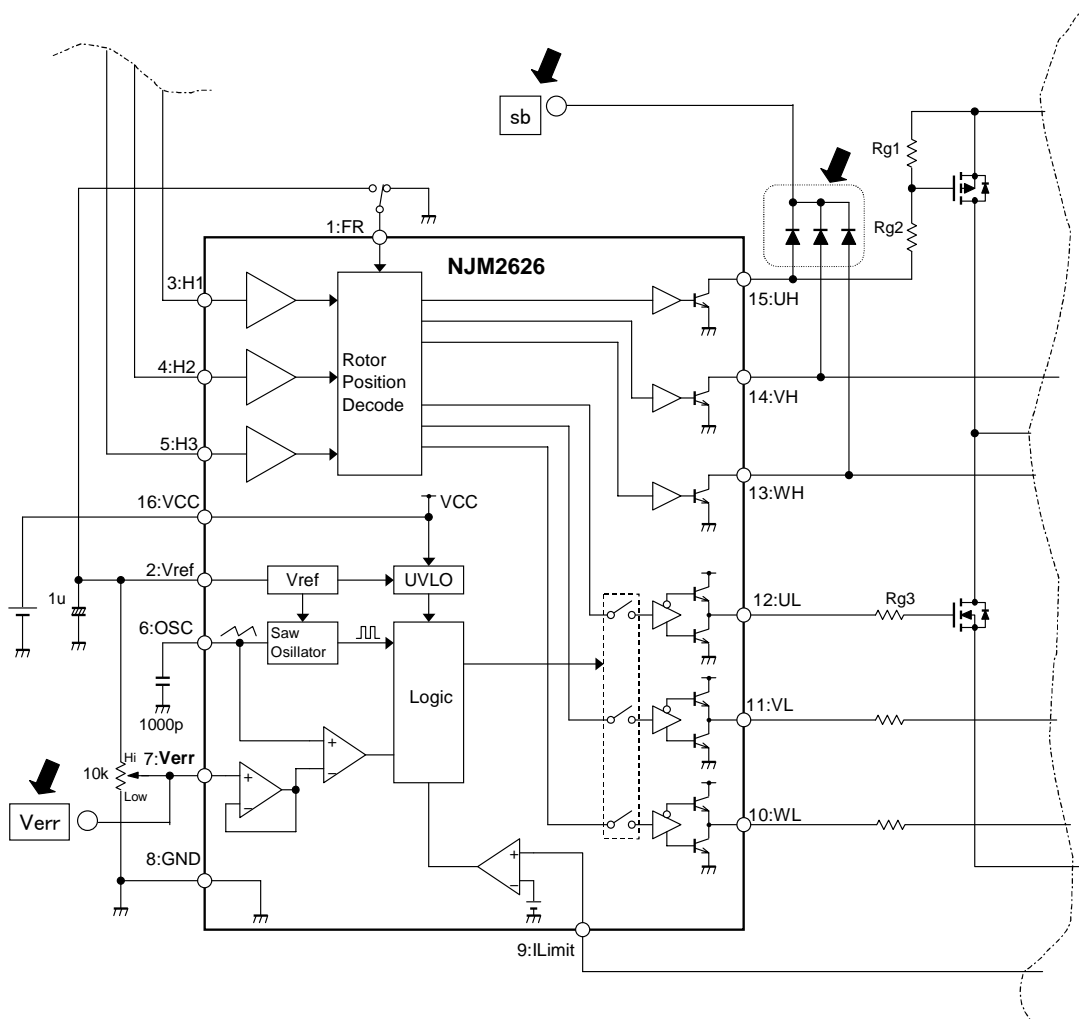 sb
Rg1
Rg2
1:FR
NJM2626
3:H1
15:UH
4:H2
Rotor
Position
Decode
14:VH
5:H3
13:WH
16:VCC
VCC
2:Vref
Vref
UVLO
1u
12:UL
Rg3
6:OSC
Saw
Osillator
Logic
1000p
11:VL
7:Verr
Hi
10k
Low
Verr
10:WL
8:GND
9:ILimit
+
−
+
−
+
−